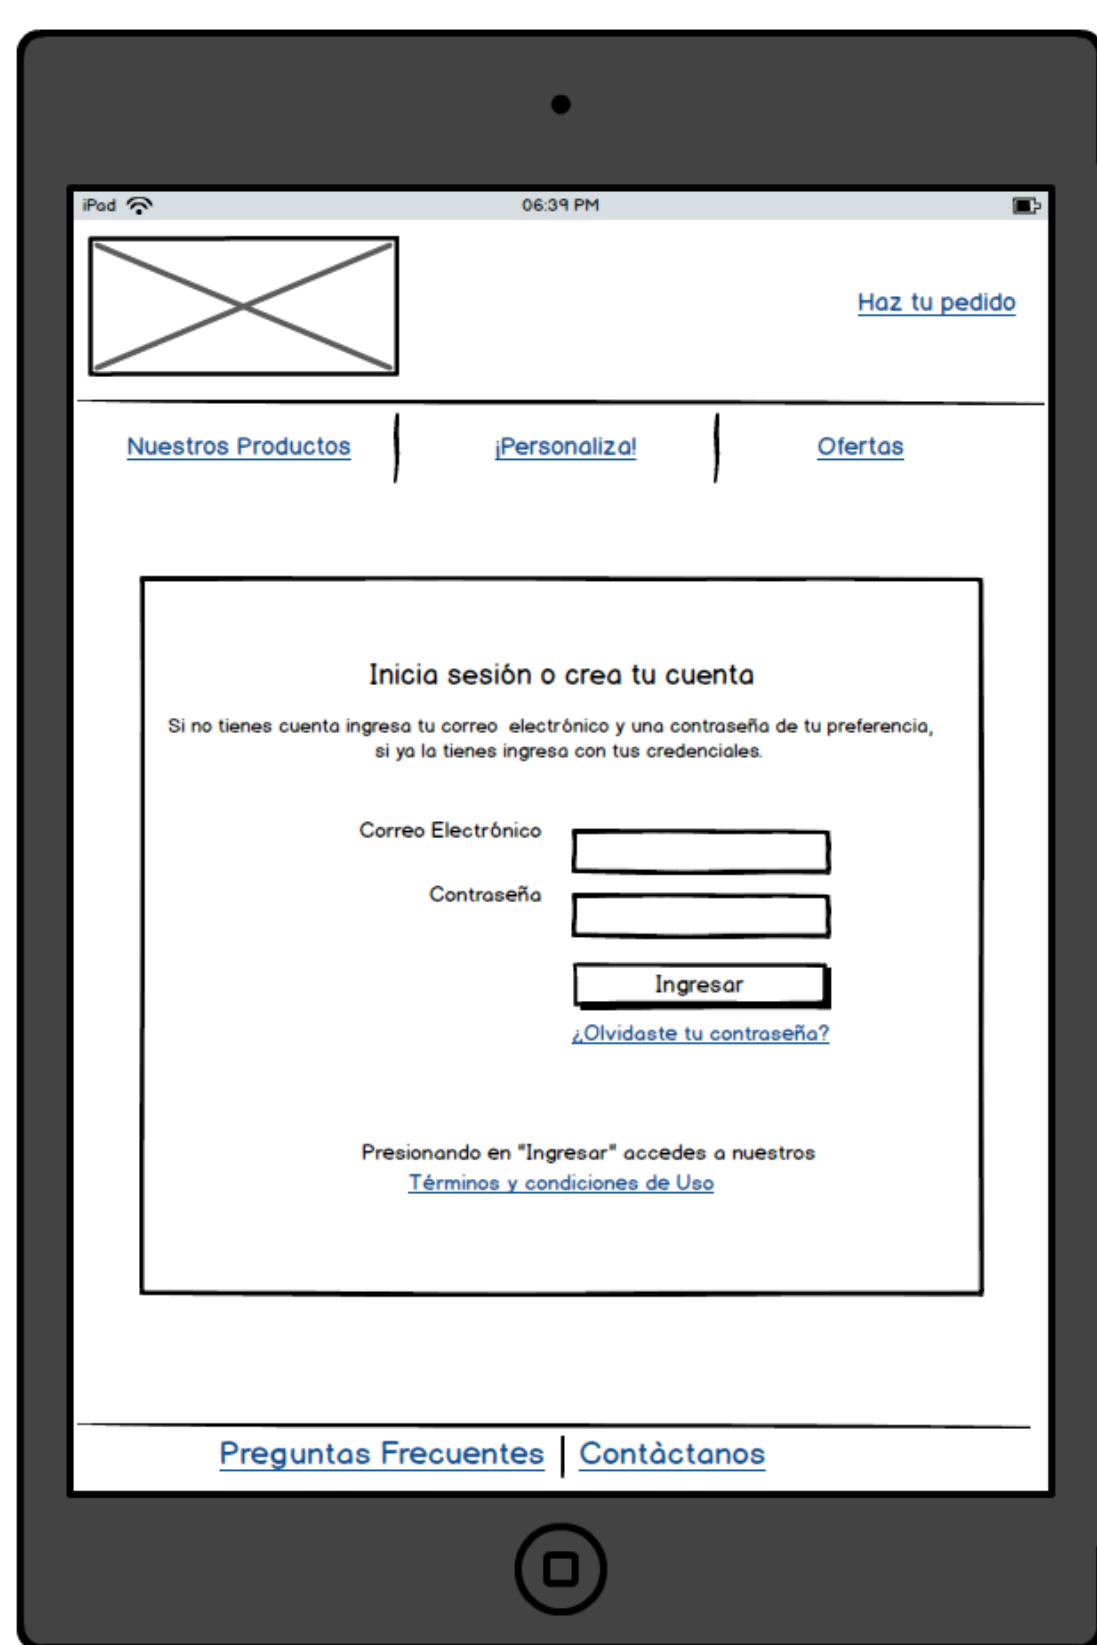 iPad 06:39 PM
Haz tu pedido
Nuestros Productos ¡Personaliza! Ofertas
Inicia sesión o crea tu cuenta
Si no tienes cuenta ingresa tu correo electrónico y una contraseña de tu preferencia,
si ya la tienes ingresa con tus credenciales.
Correo Electrónico
Contraseña
Ingresar
¿Olvidaste tu contraseña?
Presionando en "Ingresar" accedes a nuestros
Términos y condiciones de Uso
Preguntas Frecuentes Contàctanos